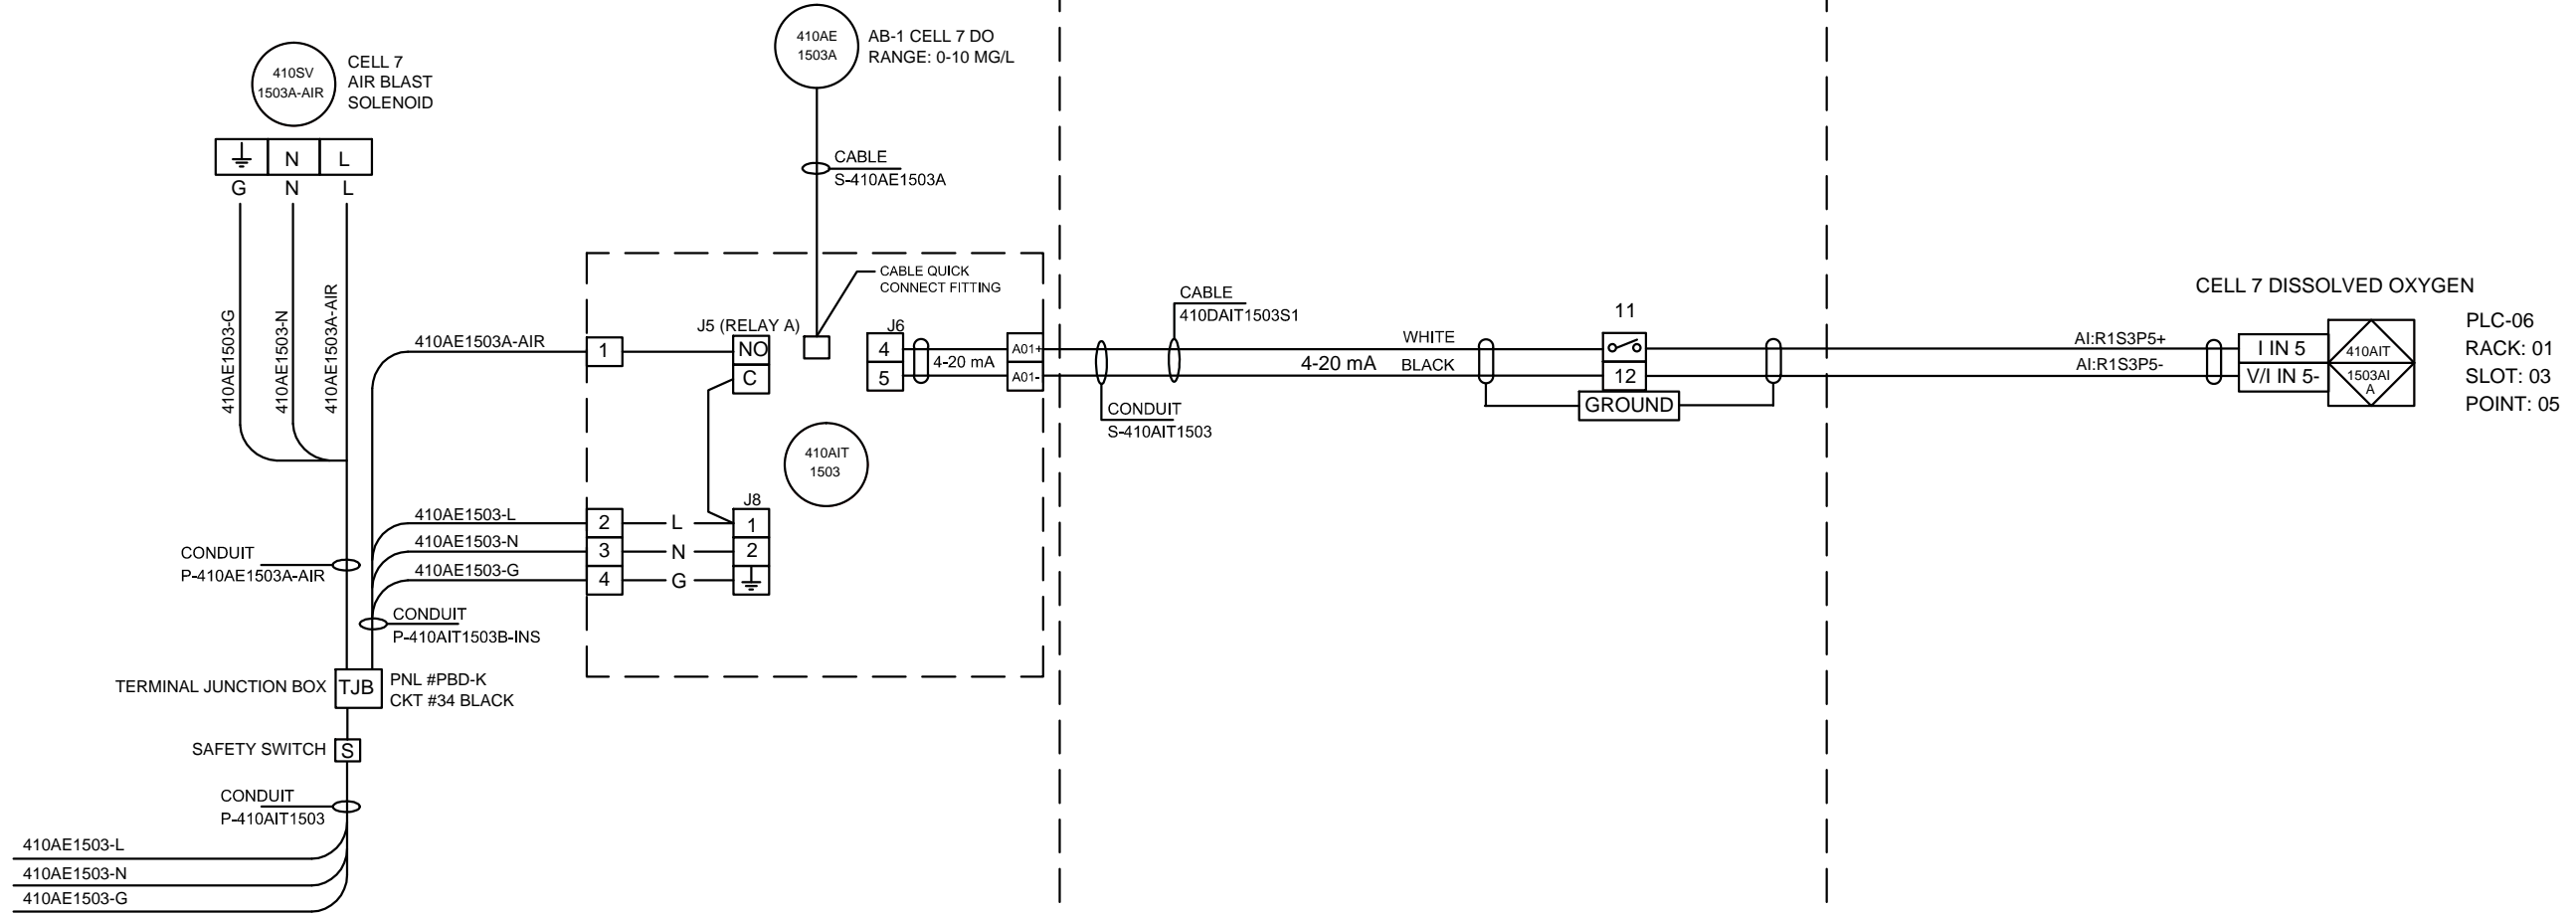 410AE
1503A
AB-1 CELL 7 DO
RANGE: 0-10 MG/L
410SV
1503A-AIR
CELL 7
AIR BLAST
SOLENOID
N
L
G
N
L
410AE1503-G
410AE1503-N
410AE1503A-AIR
CABLE
S-410AE1503A
CABLE QUICK
CONNECT FITTING
410AE1503A-AIR
1
J5 (RELAY A)
NO
C
J6
4
5
4-20 mA
A01+
A01-
CABLE
410DAIT1503S1
CONDUIT
S-410AIT1503
4-20 mA
WHITE
BLACK
11
12
GROUND
CELL 7 DISSOLVED OXYGEN
AI:R1S3P5+
AI:R1S3P5-
I IN 5
V/I IN 5-
410AIT
1503AI
A
PLC-06
RACK: 01
SLOT: 03
POINT: 05
410AIT
1503
J8
410AE1503-L
2
L
1
410AE1503-N
3
N
2
410AE1503-G
4
G
CONDUIT
P-410AE1503A-AIR
CONDUIT
P-410AIT1503B-INS
TERMINAL JUNCTION BOX
TJB
PNL #PBD-K
CKT #34 BLACK
SAFETY SWITCH
S
CONDUIT
P-410AIT1503
410AE1503-L
410AE1503-N
410AE1503-G